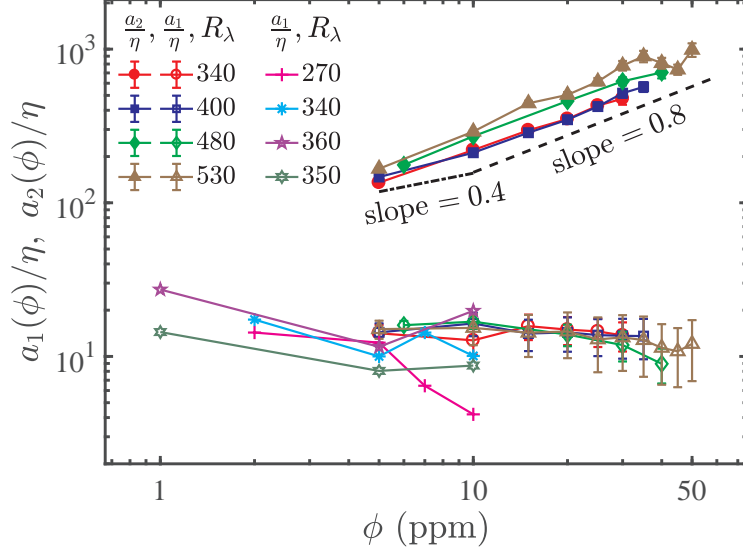 a₂/η, a₁/η, R_λ a₁/η, R_λ
340 270
400 340
480 360
530 350
10³
10²
10¹
slope = 0.8
slope = 0.4
a₁(ϕ)/η, a₂(ϕ)/η
1 10 50
ϕ (ppm)